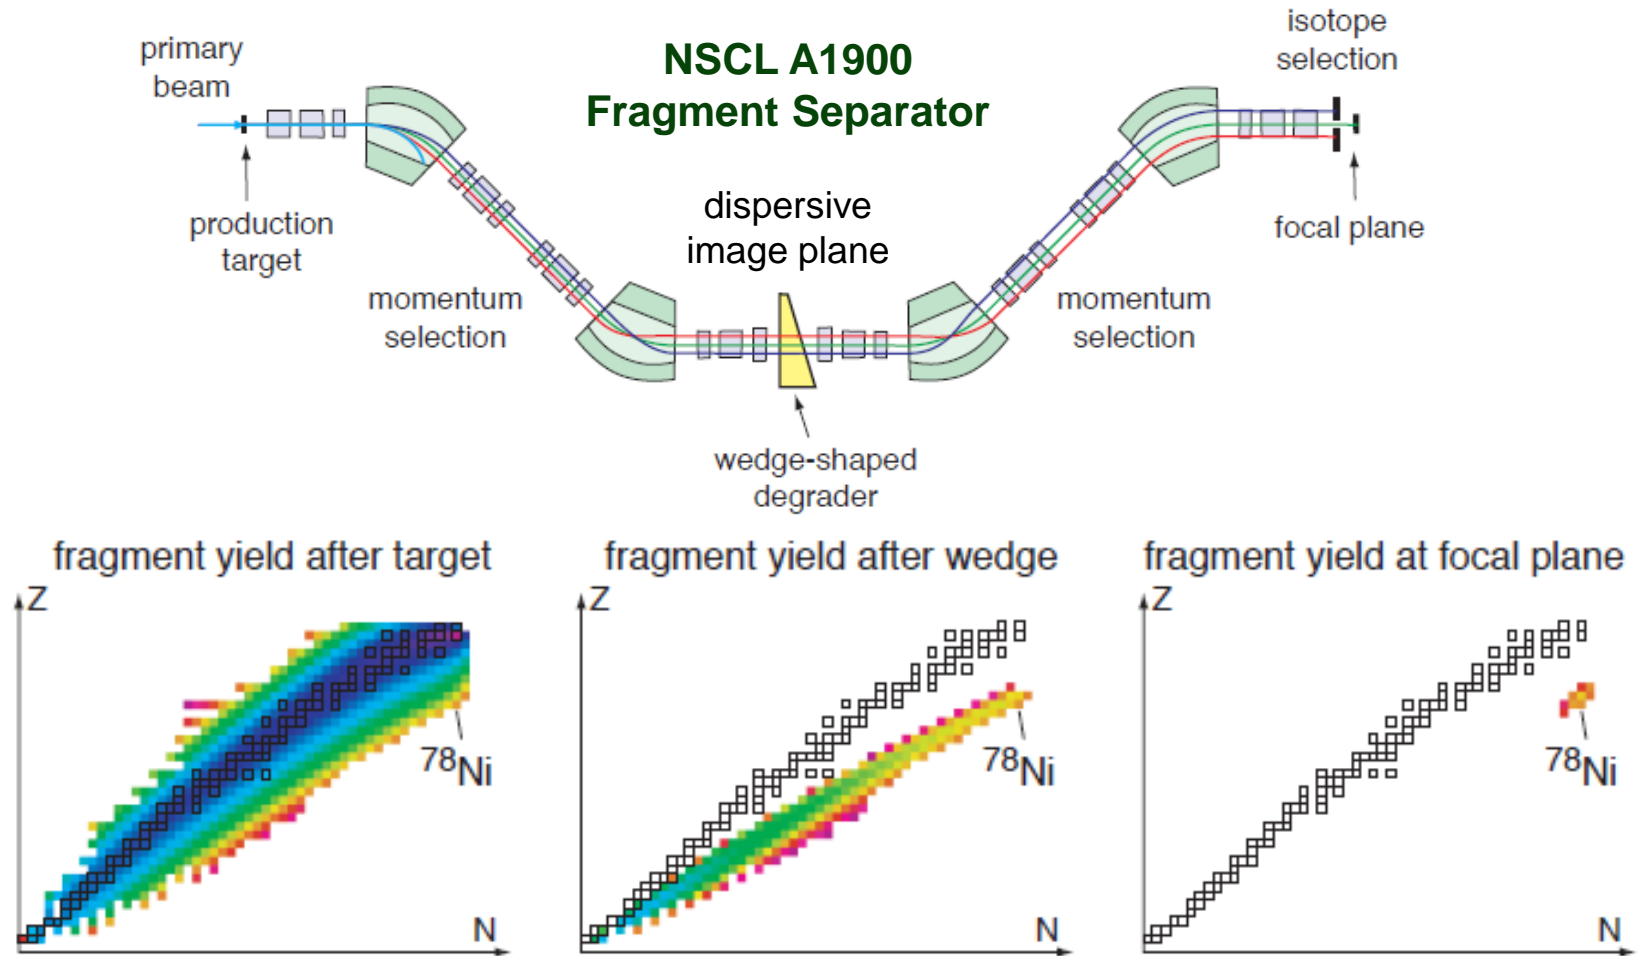 NSCL A1900
Fragment Separator
primary
beam
isotope
selection
production
target
dispersive
image plane
focal plane
momentum
selection
momentum
selection
wedge-shaped
degrader
fragment yield after target
Z
78Ni
N
fragment yield after wedge
Z
78Ni
N
fragment yield at focal plane
Z
78Ni
N